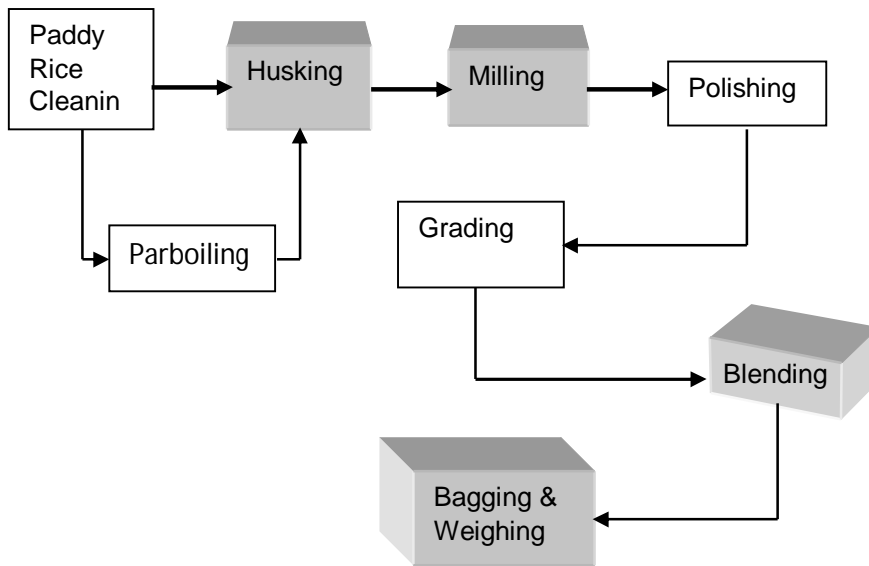 Paddy
Rice
Cleanin
Husking
Milling
Polishing
Parboiling
Grading
Blending
Bagging &
Weighing